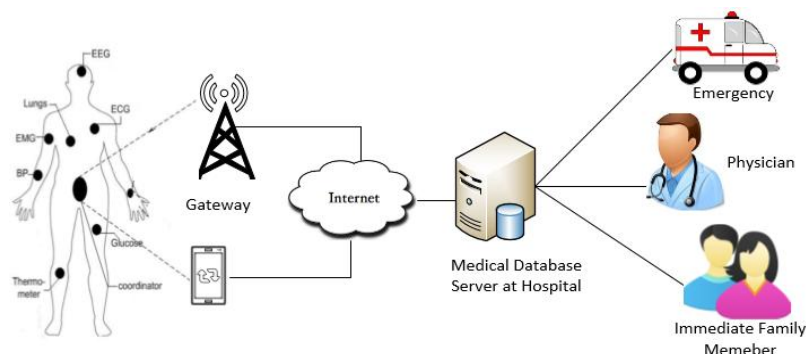 EEG
Lungs
ECG
EMG
BP
Glucose
Thermo-
meter
coordinator
Gateway
Internet
Medical Database
Server at Hospital
Emergency
Physician
Immediate Family
Memeber